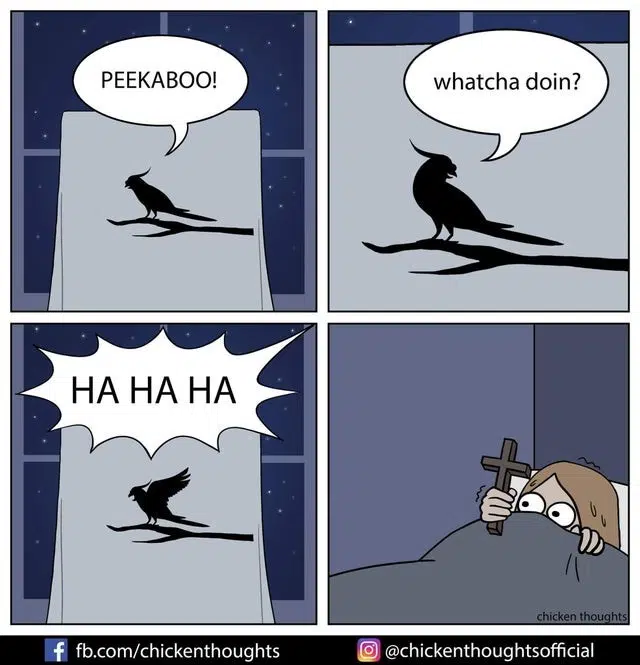 PEEKABOO!
whatcha doin?
HA HA HA
chicken thoughts
fb.com/chickenthoughts
@chickenthoughtsofficial